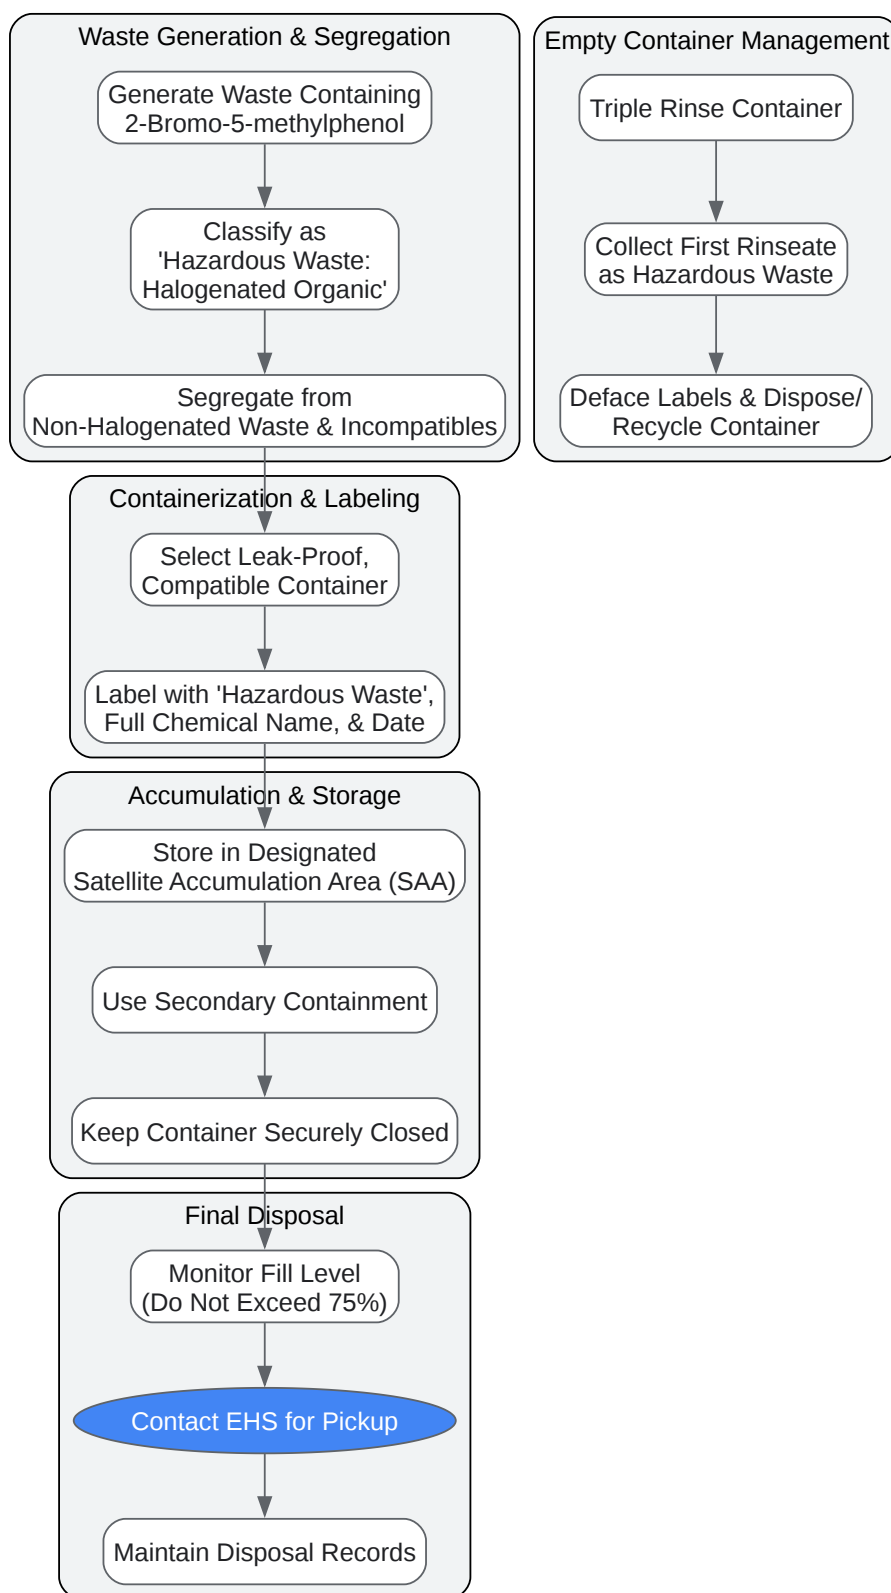 Waste Generation & Segregation
Generate Waste Containing
2-Bromo-5-methylphenol
Classify as
'Hazardous Waste:
Halogenated Organic'
Segregate from
Non-Halogenated Waste & Incompatibles
Containerization & Labeling
Select Leak-Proof,
Compatible Container
Label with 'Hazardous Waste',
Full Chemical Name, & Date
Accumulation & Storage
Store in Designated
Satellite Accumulation Area (SAA)
Use Secondary Containment
Keep Container Securely Closed
Final Disposal
Monitor Fill Level
(Do Not Exceed 75%)
Contact EHS for Pickup
Maintain Disposal Records
Empty Container Management
Triple Rinse Container
Collect First Rinseate
as Hazardous Waste
Deface Labels & Dispose/
Recycle Container